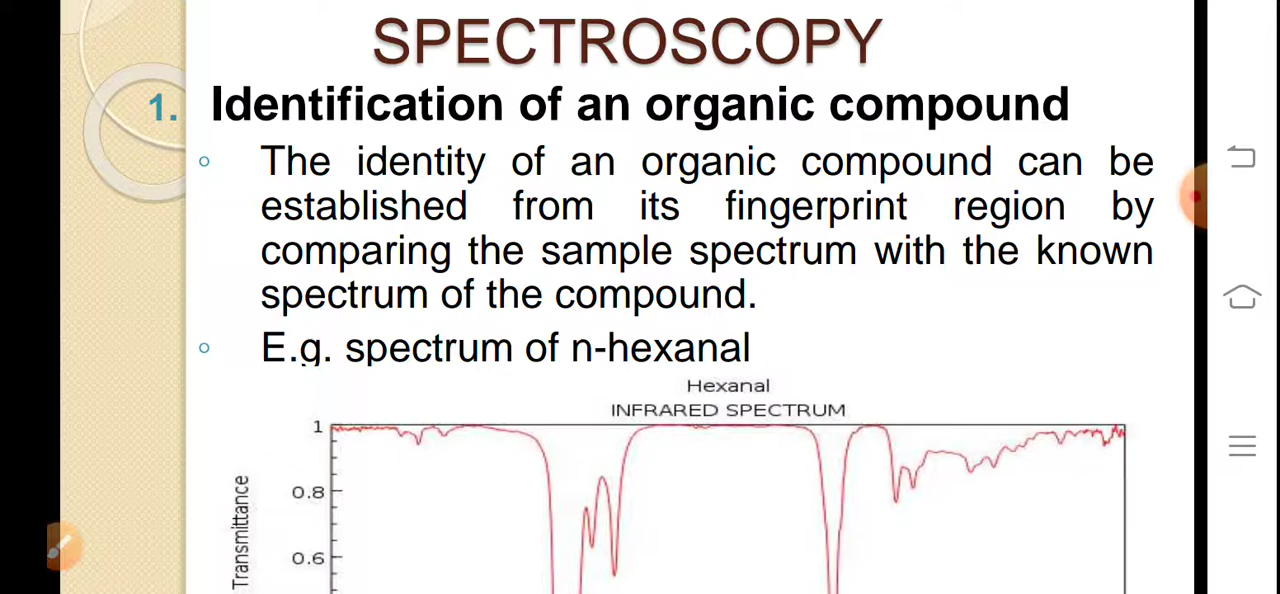 SPECTROSCOPY
1. Identification of an organic compound
The identity of an organic compound can be
established from its fingerprint region by
comparing the sample spectrum with the known
spectrum of the compound.
E.g. spectrum of n-hexanal
Hexanal
INFRARED SPECTRUM
1
0.8
0.6
Transmittance